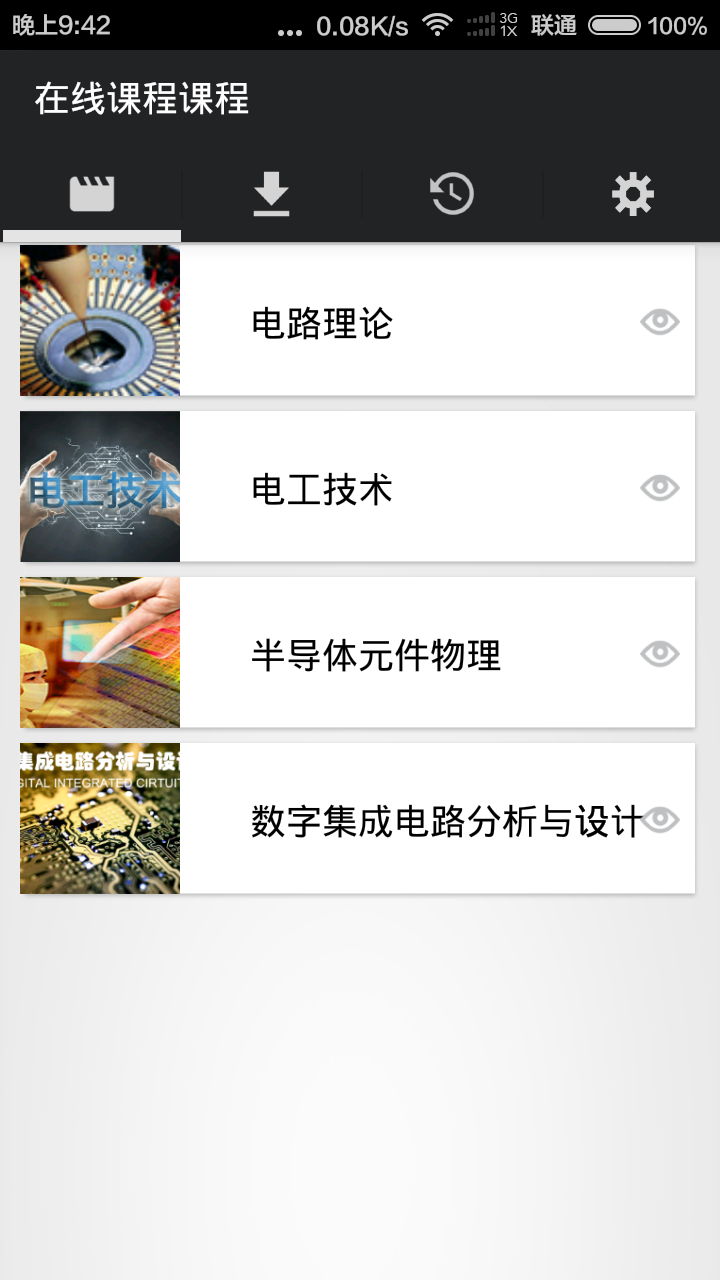 晚上9:42
... 0.08K/s
3G
1X
联通
100%
在线课程课程
电路理论
电工技术
电工技术
半导体元件物理
集成电路分析与设
GITAL INTEGRATED CIRTUIT
数字集成电路分析与设计